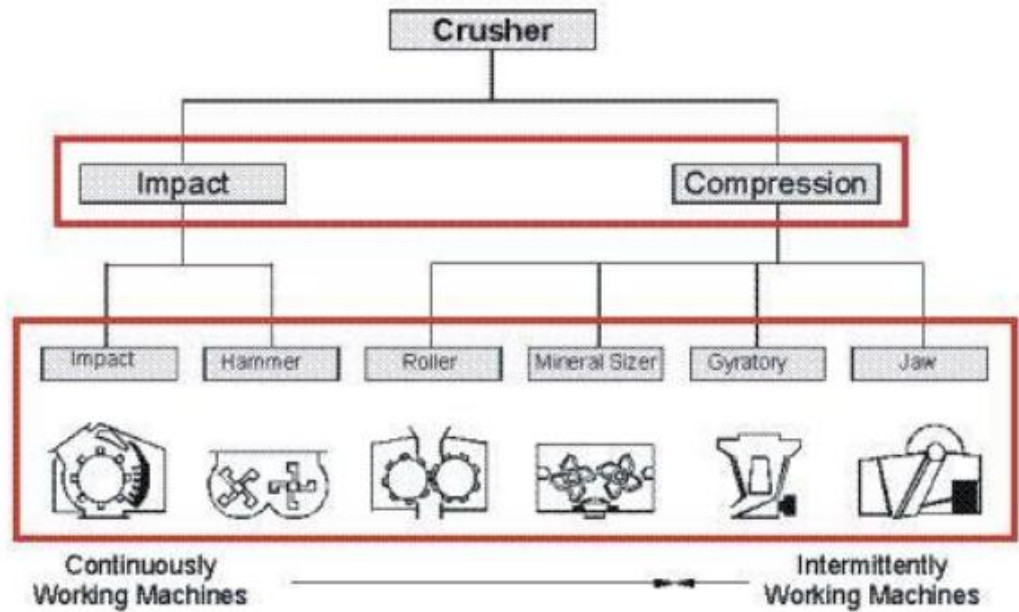 Crusher
Impact Compression
Impact Hammer Roller Mineral Sizer Gyratory Jaw
Continuously Working Machines
Intermittently Working Machines